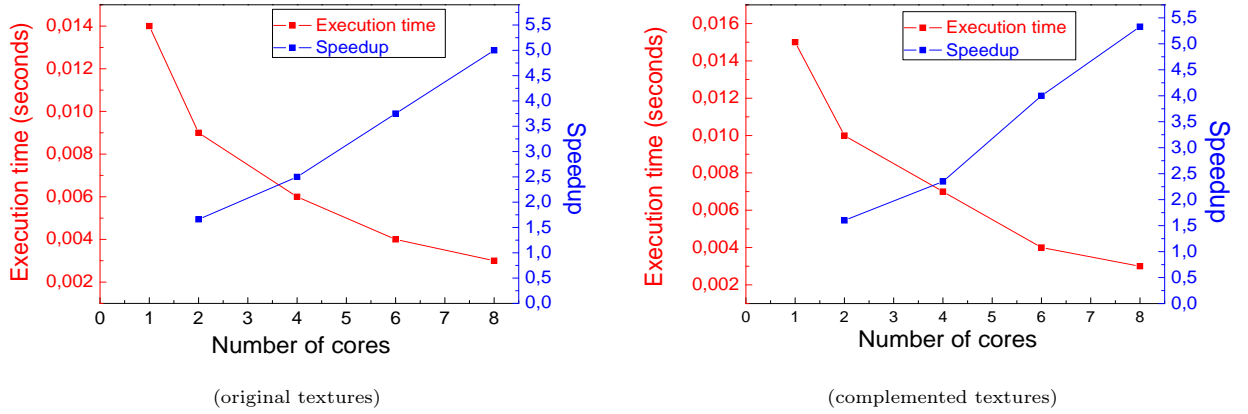 Execution time
Speedup
0,014
0,012
0,010
0,008
0,006
0,004
0,002
Execution time (seconds)
5,5
5,0
4,5
4,0
3,5
3,0
2,5
2,0
1,5
1,0
0,5
0,0
Speedup
0 1 2 3 4 5 6 7 8
Number of cores
(original textures)
Execution time
Speedup
0,016
0,014
0,012
0,010
0,008
0,006
0,004
0,002
Execution time (seconds)
5,5
5,0
4,5
4,0
3,5
3,0
2,5
2,0
1,5
1,0
0,5
0,0
Speedup
0 1 2 3 4 5 6 7 8
Number of cores
(complemented textures)